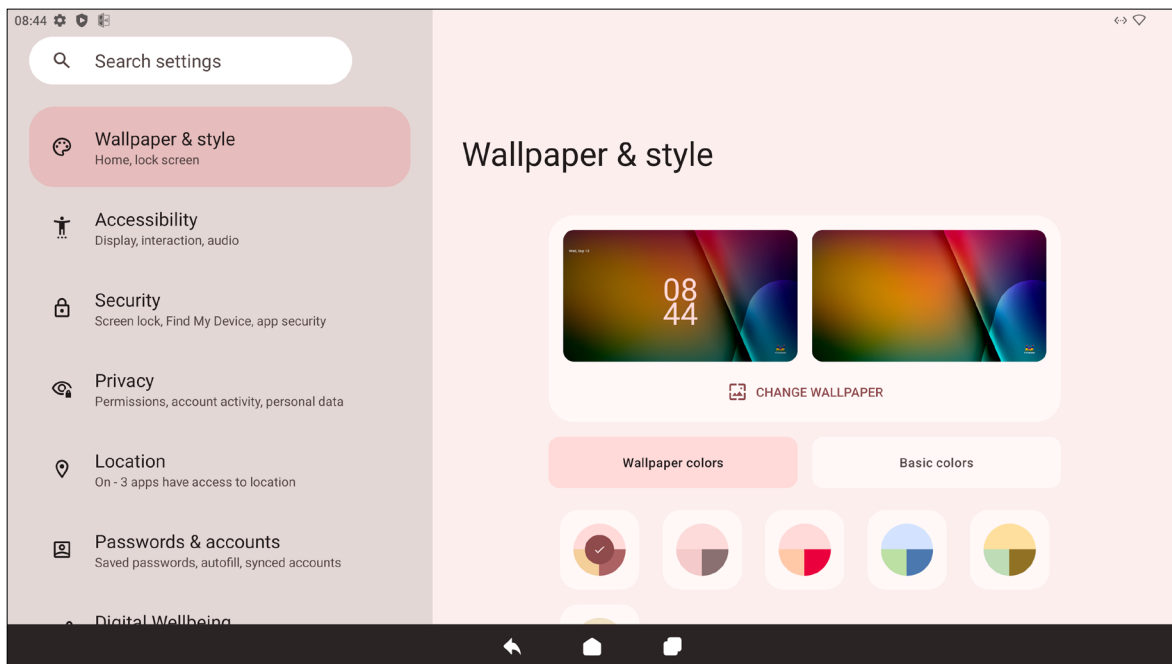 08:44
Search settings
Wallpaper & style
Home, lock screen
Accessibility
Display, interaction, audio
Security
Screen lock, Find My Device, app security
Privacy
Permissions, account activity, personal data
Location
On - 3 apps have access to location
Passwords & accounts
Saved passwords, autofill, synced accounts
Digital Wellbeing
Wallpaper & style
08
44
CHANGE WALLPAPER
Wallpaper colors
Basic colors